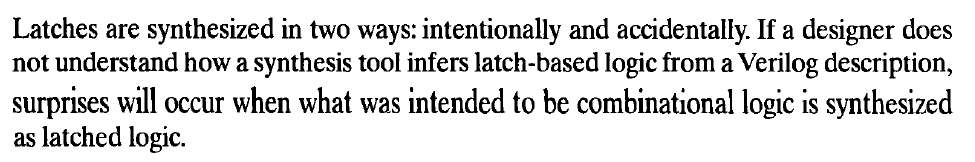 Latches are synthesized in two ways: intentionally and accidentally. If a designer does
not understand how a synthesis tool infers latch-based logic from a Verilog description,
surprises will occur when what was intended to be combinational logic is synthesized
as latched logic.